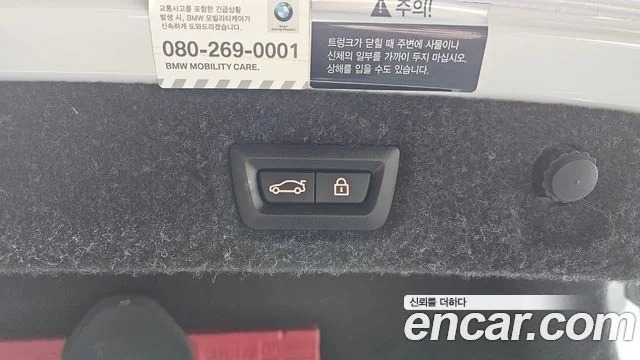 교통사고를 포함한 긴급상황
발생 시, BMW 모빌리티케어가
신속하게 도와드리겠습니다.
080-269-0001
BMW MOBILITY CARE.
주의!
트렁크가 닫힐 때 주변에 사물이나
신체의 일부를 가까이 두지 마십시오.
상해를 입을 수도 있습니다.
신뢰를 더하다
encar.com